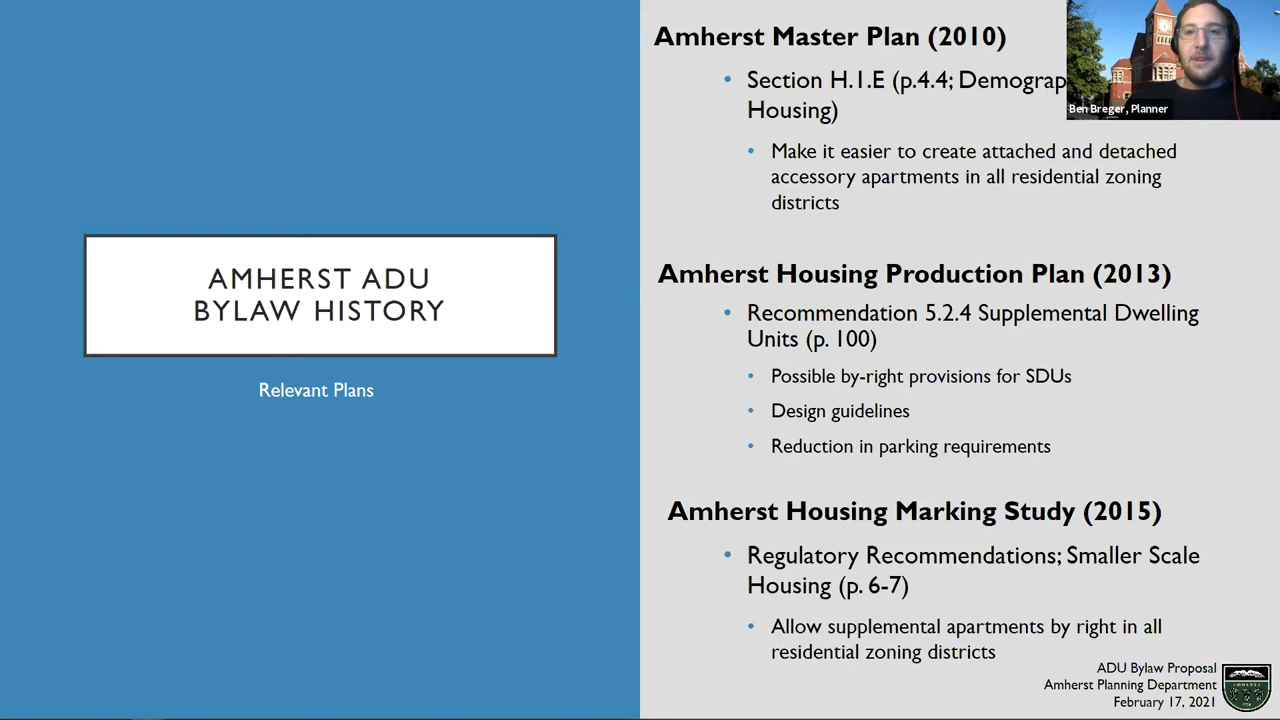 AMHERST ADU
BYLAW HISTORY
Relevant Plans
Amherst Master Plan (2010)
• Section H.1.E (p.4.4; Demograp
Housing)
• Make it easier to create attached and detached
accessory apartments in all residential zoning
districts
Amherst Housing Production Plan (2013)
• Recommendation 5.2.4 Supplemental Dwelling
Units (p. 100)
• Possible by-right provisions for SDUs
• Design guidelines
• Reduction in parking requirements
Amherst Housing Marking Study (2015)
• Regulatory Recommendations; Smaller Scale
Housing (p. 6-7)
• Allow supplemental apartments by right in all
residential zoning districts
ADU Bylaw Proposal
Amherst Planning Department
February 17, 2021
Ben Breger, Planner